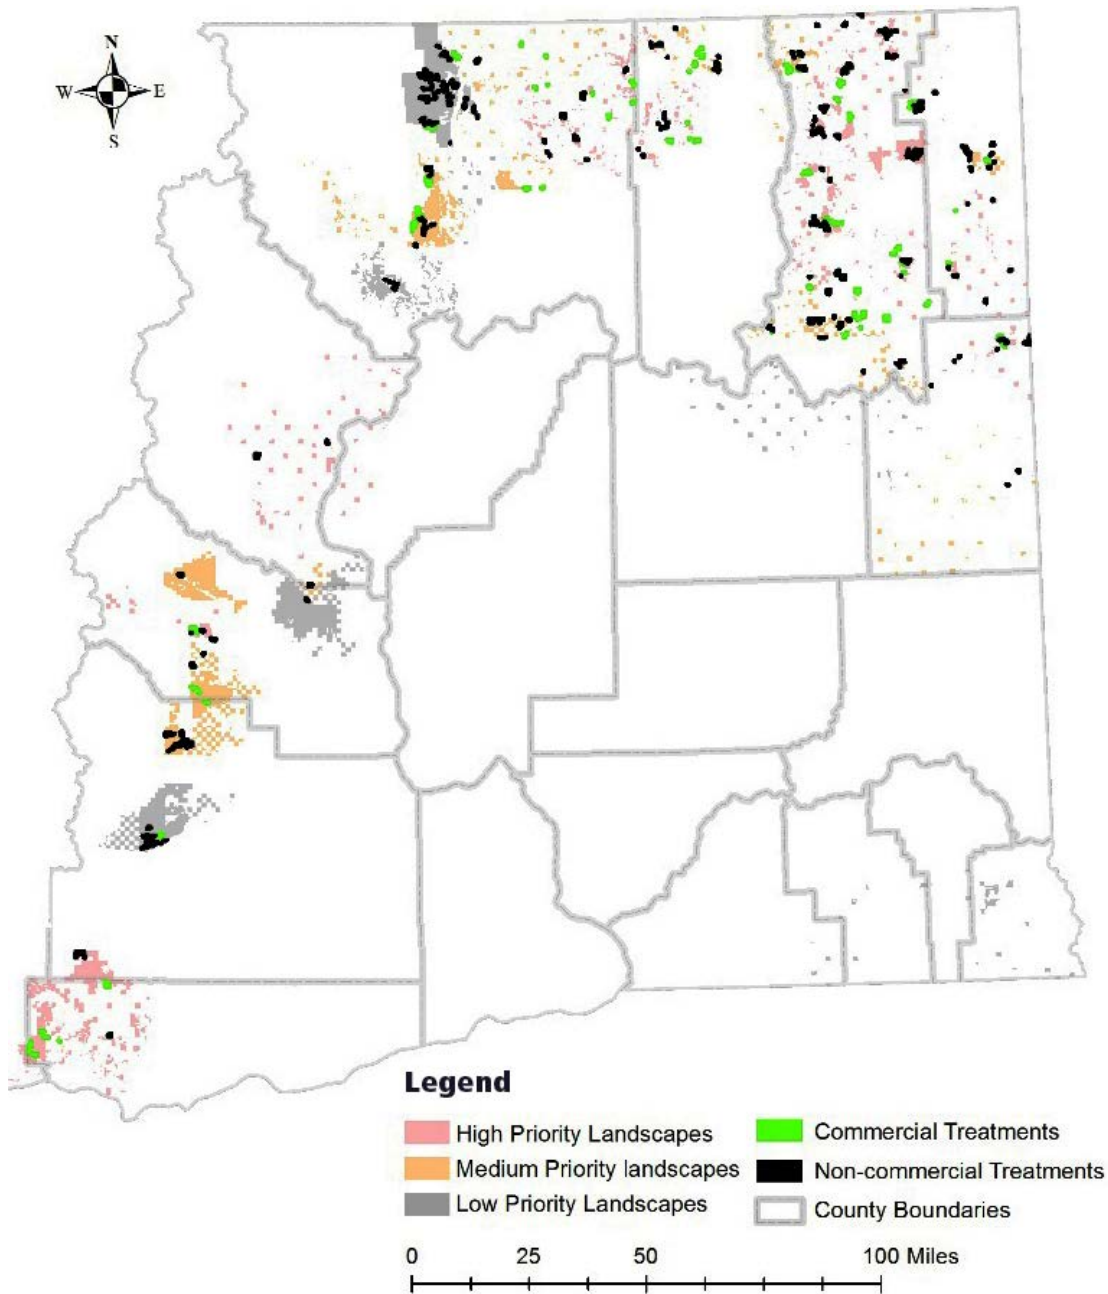 N
W E
S
Legend
High Priority Landscapes
Medium Priority landscapes
Low Priority Landscapes
Commercial Treatments
Non-commercial Treatments
County Boundaries
0 25 50 100 Miles